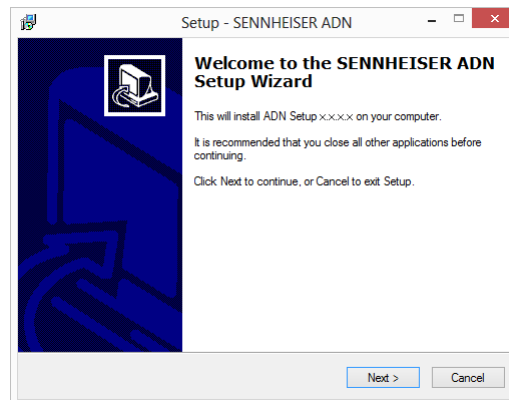 Setup - SENNHEISER ADN
Welcome to the SENNHEISER ADN
Setup Wizard
This will install ADN Setup x.x.x.x on your computer.
It is recommended that you close all other applications before
continuing.
Click Next to continue, or Cancel to exit Setup.
Next >
Cancel